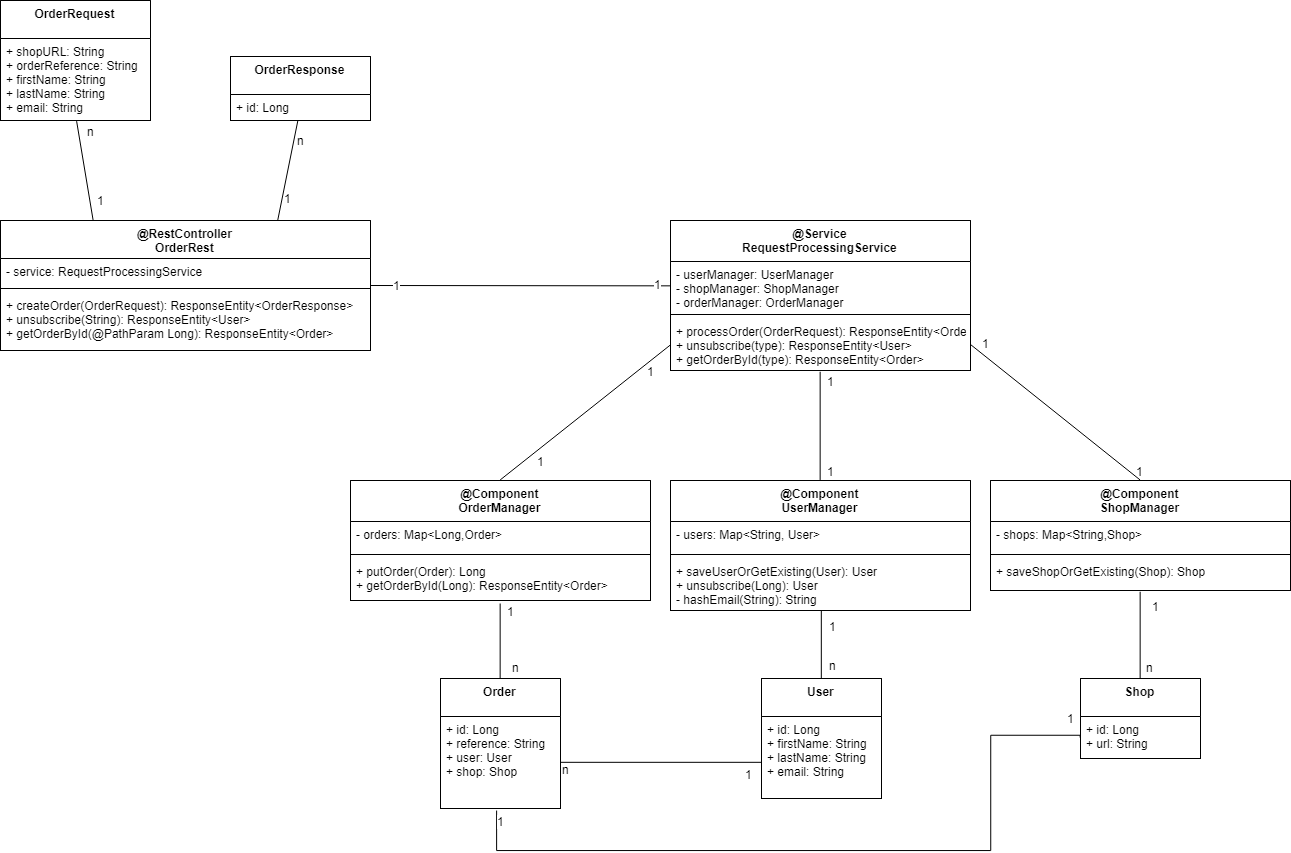 OrderRequest
+ shopURL: String
+ orderReference: String
+ firstName: String
+ lastName: String
+ email: String
OrderResponse
+ id: Long
n
n
1
1
@RestController
OrderRest
- service: RequestProcessingService
+ createOrder(OrderRequest): ResponseEntity<OrderResponse>
+ unsubscribe(String): ResponseEntity<User>
+ getOrderById(@PathParam Long): ResponseEntity<Order>
1
1
@Service
RequestProcessingService
- userManager: UserManager
- shopManager: ShopManager
- orderManager: OrderManager
+ processOrder(OrderRequest): ResponseEntity<Orde
+ unsubscribe(type): ResponseEntity<User>
+ getOrderById(type): ResponseEntity<Order>
1
1
1
1
1
1
@Component
OrderManager
- orders: Map<Long,Order>
+ putOrder(Order): Long
+ getOrderById(Long): ResponseEntity<Order>
@Component
UserManager
- users: Map<String, User>
+ saveUserOrGetExisting(User): User
+ unsubscribe(Long): User
- hashEmail(String): String
@Component
ShopManager
- shops: Map<String,Shop>
+ saveShopOrGetExisting(Shop): Shop
1
1
1
n
n
n
Order
+ id: Long
+ reference: String
+ user: User
+ shop: Shop
n
1
User
+ id: Long
+ firstName: String
+ lastName: String
+ email: String
1
Shop
+ id: Long
+ url: String
1